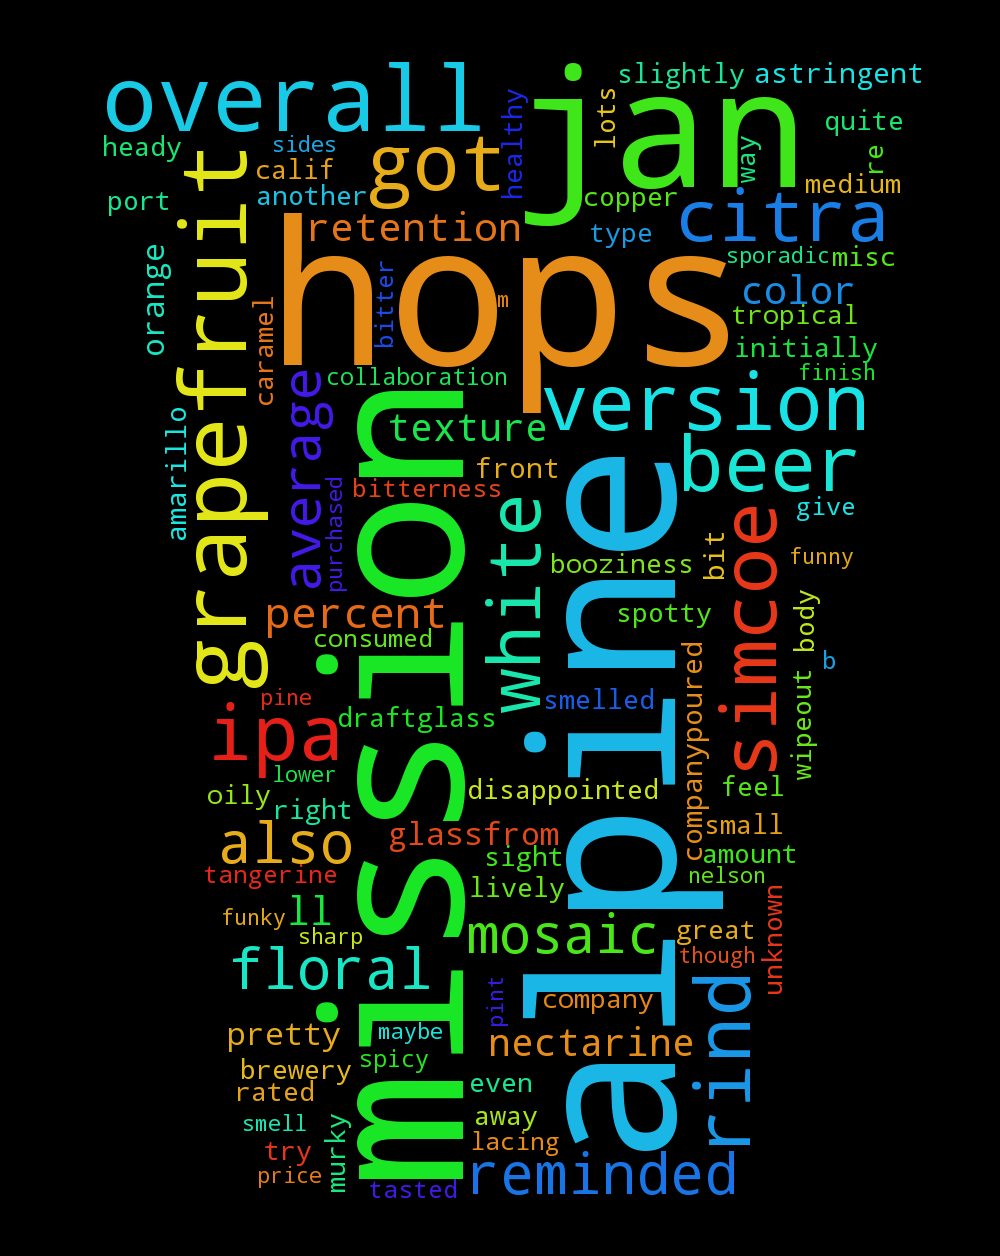 overall
jan
slightly
astringent
heady
sides
calif
got
healthy
lots
way
quite
re
medium
port
another
copper
citra
grapefruit
retention
type
sporadic
misc
orange
caramel
bitter
hops
m
color
tropical
initially
finish
collaboration
average
texture
version
amarillo
purchased
bitterness
front
beer
white
booziness
bit
simcoe
give
funny
percent
consumed
spotty
body
b
mission
alpine
pine
ipa
draftglass
smelled
companypoured
wipeout
lower
oily
right
disappointed
feel
also
glassfrom
sight
small
amount
tangerine
lively
nelson
funky
ll
sharp
mosaic
great
though
unknown
floral
pint
company
rind
pretty
maybe
nectarine
brewery
spicy
rated
even
smell
murky
away
try
lacing
price
tasted
reminded